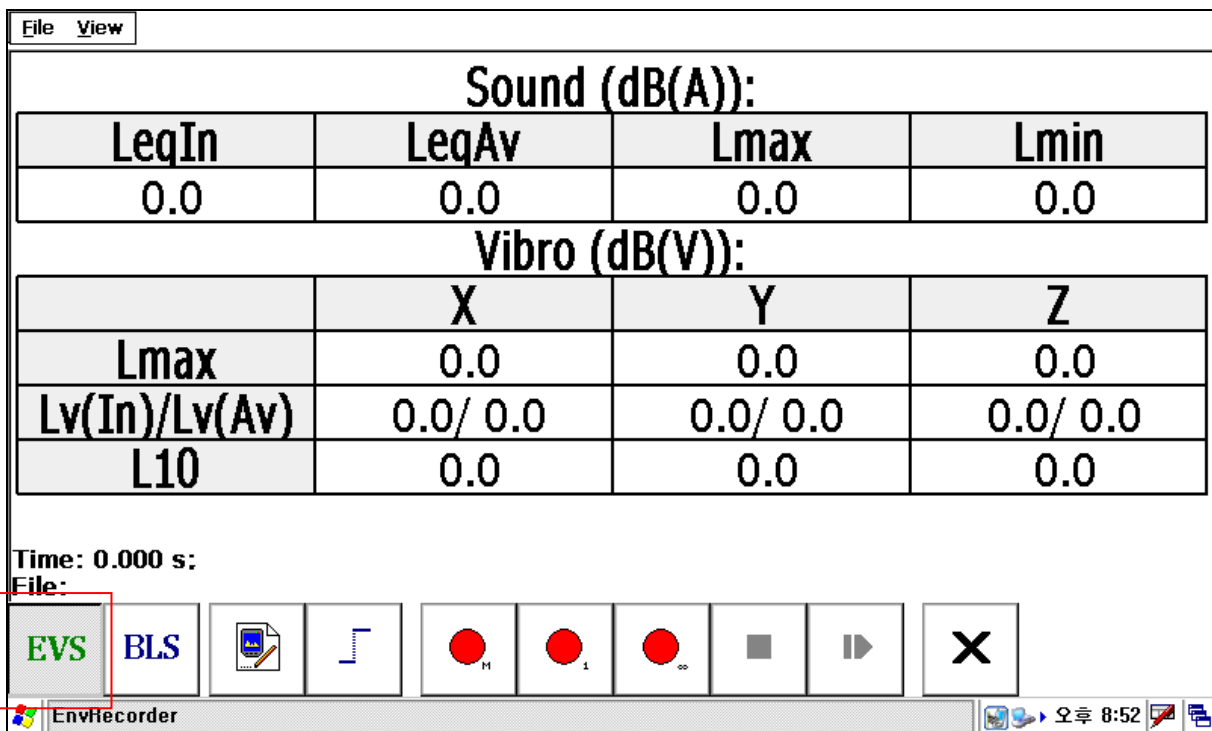 File View
Sound (dB(A)):
LeqIn LeqAv Lmax Lmin
0.0 0.0 0.0 0.0
Vibro (dB(V)):
X Y Z
Lmax 0.0 0.0 0.0
Lv(In)/Lv(Av) 0.0/ 0.0 0.0/ 0.0 0.0/ 0.0
L10 0.0 0.0 0.0
Time: 0.000 s;
File:
EVS BLS M 1 ∞
EnvRecorder 오후 8:52